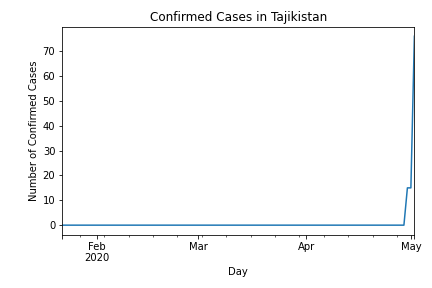 Confirmed Cases in Tajikistan
Number of Confirmed Cases
70
60
50
40
30
20
10
0
Feb
2020
Mar
Apr
May
Day